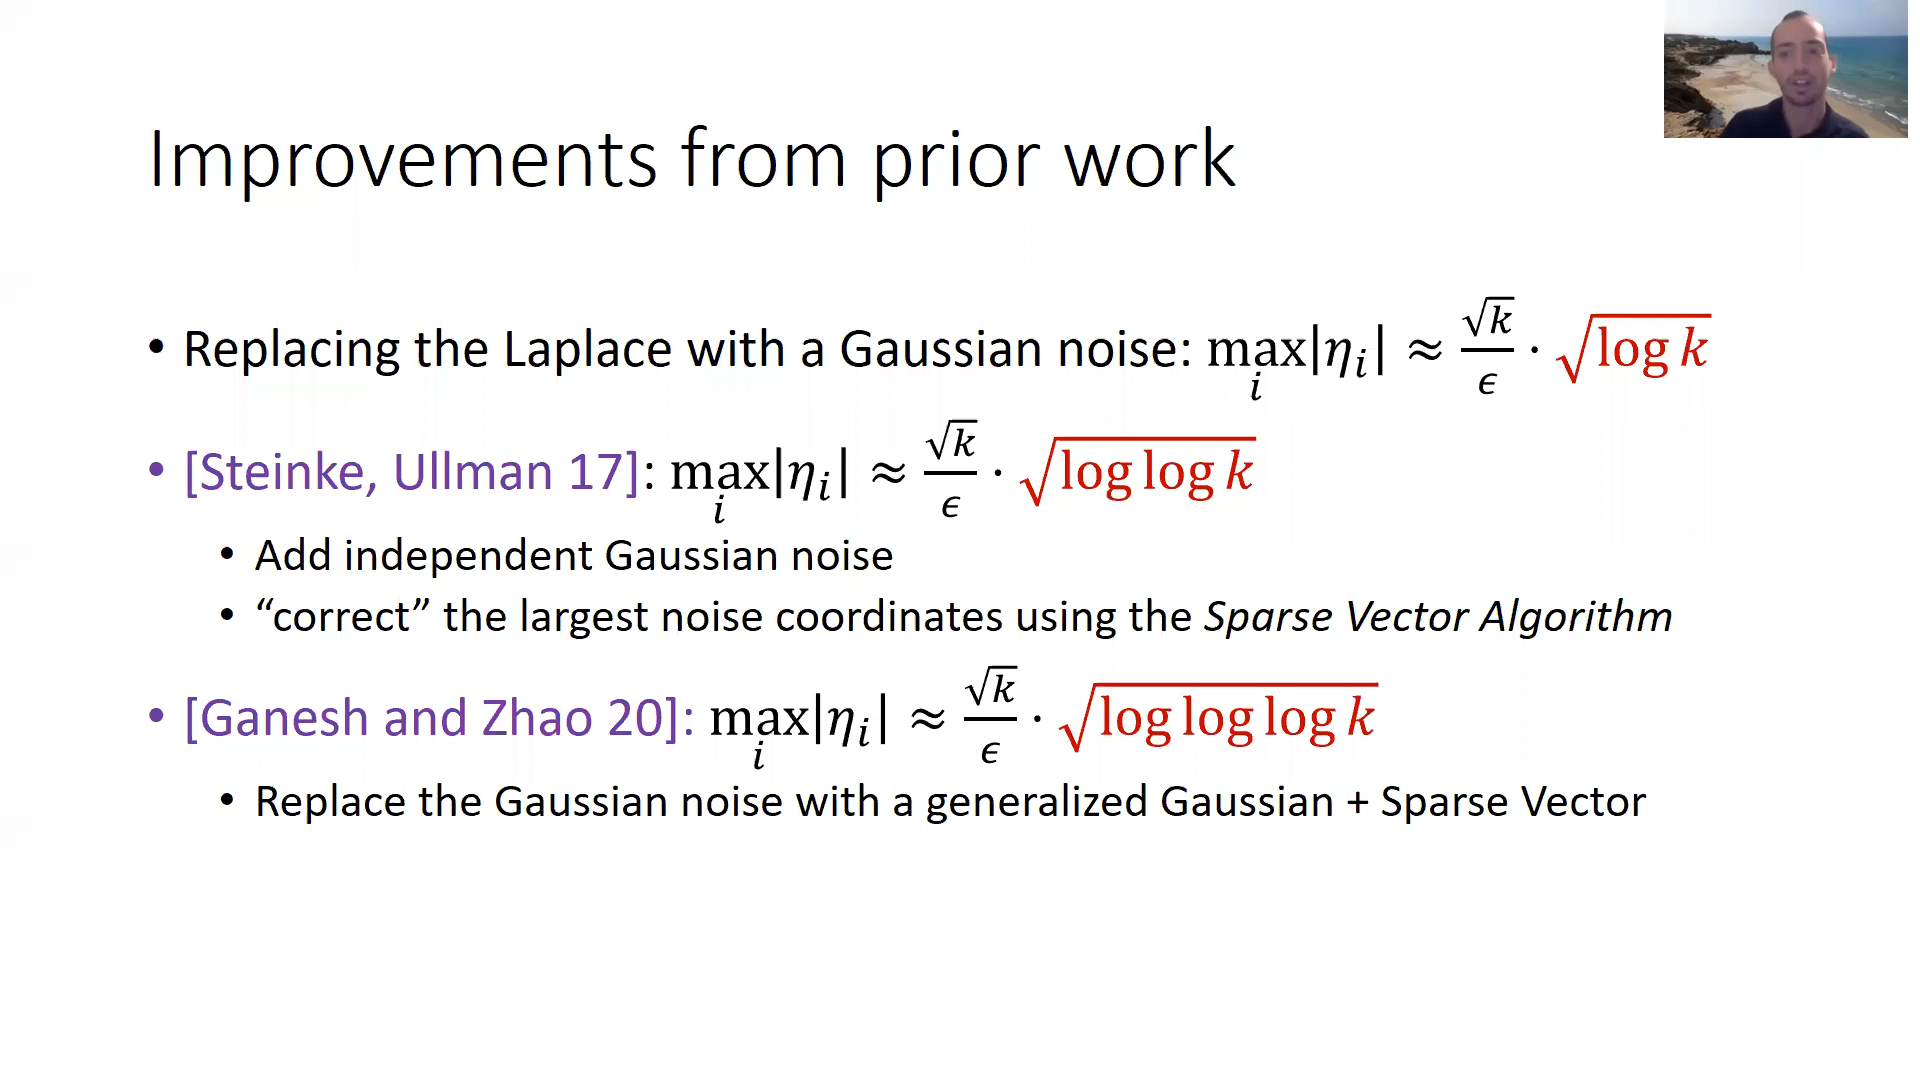 Improvements from prior work
• Replacing the Laplace with a Gaussian noise: max_i |η_i| ≈ √k/ϵ · √(log k)
• [Steinke, Ullman 17]: max_i |η_i| ≈ √k/ϵ · √(log log k)
• Add independent Gaussian noise
• “correct” the largest noise coordinates using the Sparse Vector Algorithm
• [Ganesh and Zhao 20]: max_i |η_i| ≈ √k/ϵ · √(log log log k)
• Replace the Gaussian noise with a generalized Gaussian + Sparse Vector